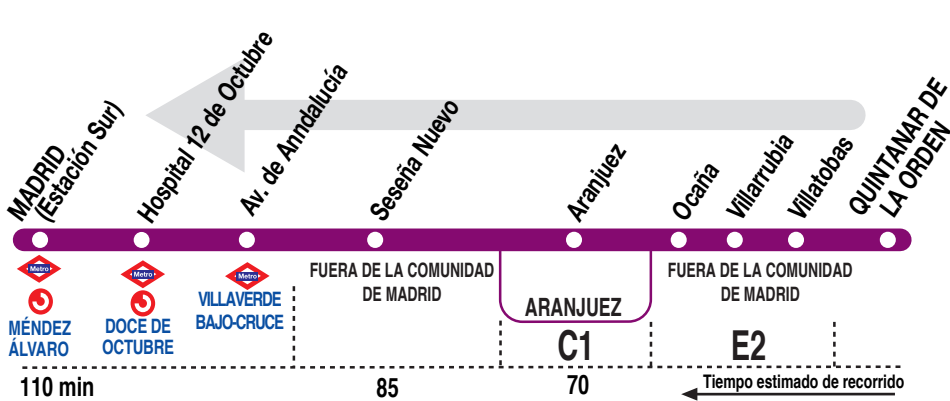 MADRID
(Estación Sur)
Hospital 12 de Octubre
Av. de Anndalucía
Seseña Nuevo
Aranjuez
Ocaña
Villarrubia
Villatobas
QUINTANAR DE
LA ORDEN
Metro
MÉNDEZ
ÁLVARO
Metro
DOCE DE
OCTUBRE
Metro
VILLAVERDE
BAJO-CRUCE
FUERA DE LA COMUNIDAD
DE MADRID
ARANJUEZ
C1
FUERA DE LA COMUNIDAD
DE MADRID
E2
110 min
85
70
Tiempo estimado de recorrido